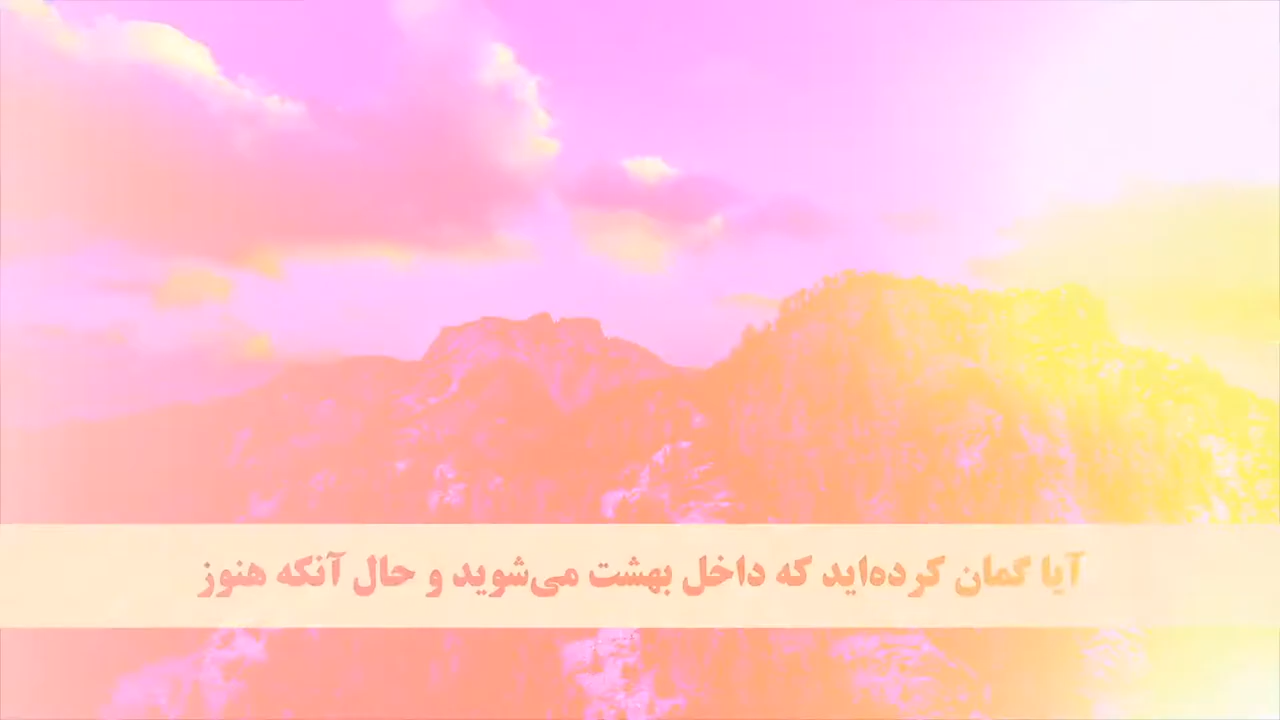 آیا گمان کرده‌اید که داخل بهشت می‌شوید و حال آنکه هنوز